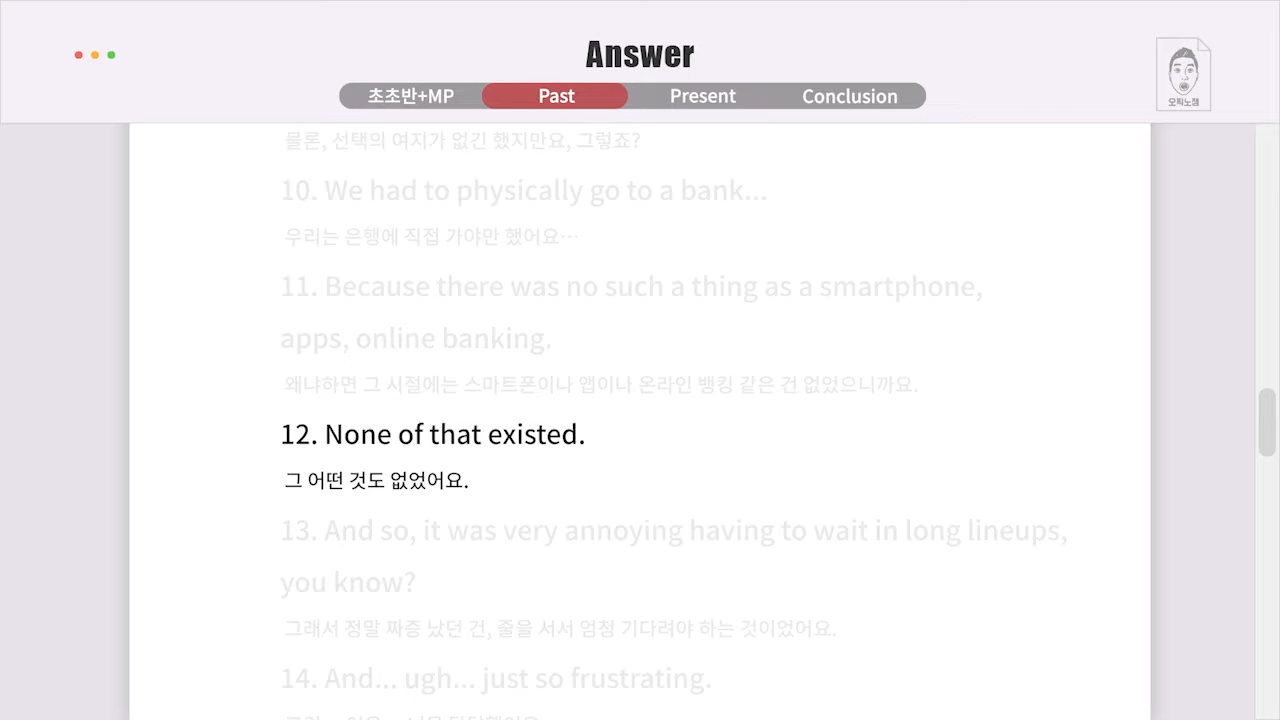 Answer
초초반+MP
Past
Present
Conclusion
오픽노잼
물론, 선택의 여지가 없긴 했지만요, 그렇죠?
10. We had to physically go to a bank...
우리는 은행에 직접 가야만 했어요…
11. Because there was no such a thing as a smartphone,
apps, online banking.
왜냐하면 그 시절에는 스마트폰이나 앱이나 온라인 뱅킹 같은 건 없었으니까요.
12. None of that existed.
그 어떤 것도 없었어요.
13. And so, it was very annoying having to wait in long lineups,
you know?
그래서 정말 짜증 났던 건, 줄을 서서 엄청 기다려야 하는 것이었어요.
14. And... ugh... just so frustrating.